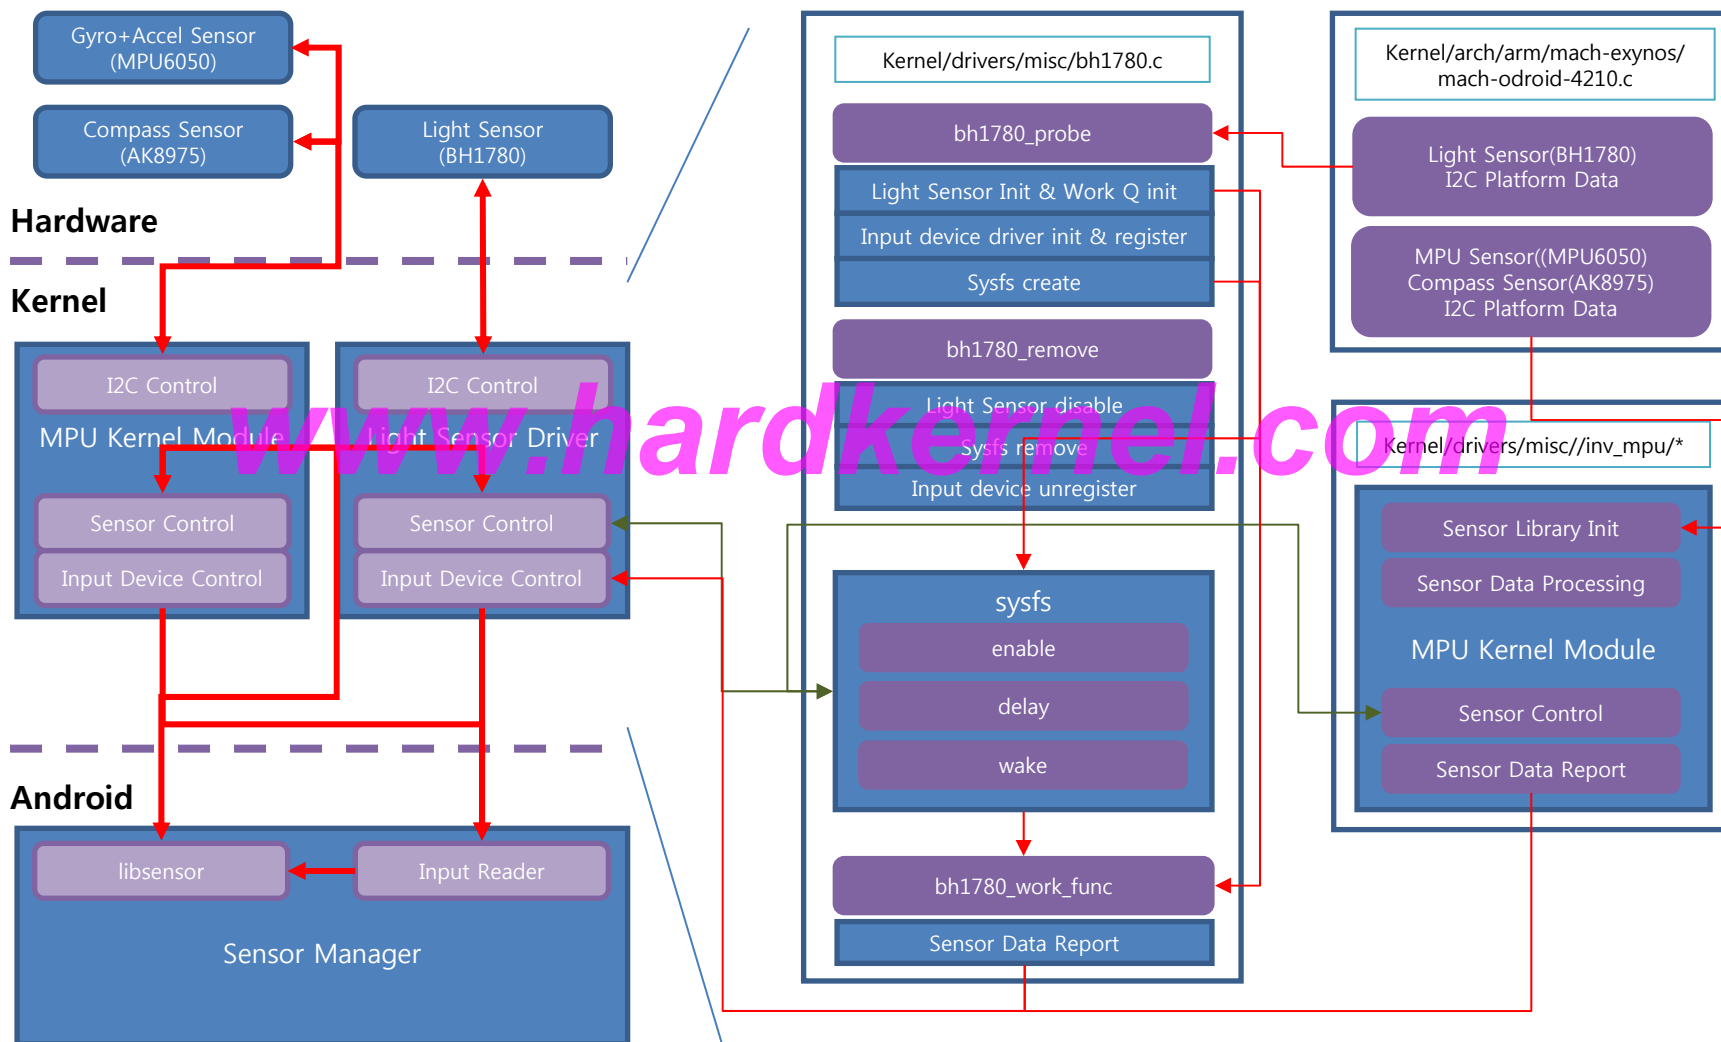 Gyro+Accel Sensor
(MPU6050)
Compass Sensor
(AK8975)
Light Sensor
(BH1780)
Hardware
Kernel
I2C Control
MPU Kernel Module
Sensor Control
Input Device Control
I2C Control
Light Sensor Driver
Sensor Control
Input Device Control
Android
libsensor
Input Reader
Sensor Manager
Kernel/drivers/misc/bh1780.c
bh1780_probe
Light Sensor Init & Work Q init
Input device driver init & register
Sysfs create
bh1780_remove
Light Sensor disable
Sysfs remove
Input device unregister
sysfs
enable
delay
wake
bh1780_work_func
Sensor Data Report
Kernel/arch/arm/mach-exynos/
mach-odroid-4210.c
Light Sensor(BH1780)
I2C Platform Data
MPU Sensor((MPU6050)
Compass Sensor(AK8975)
I2C Platform Data
Kernel/drivers/misc//inv_mpu/*
Sensor Library Init
Sensor Data Processing
MPU Kernel Module
Sensor Control
Sensor Data Report
www.hardkernel.com